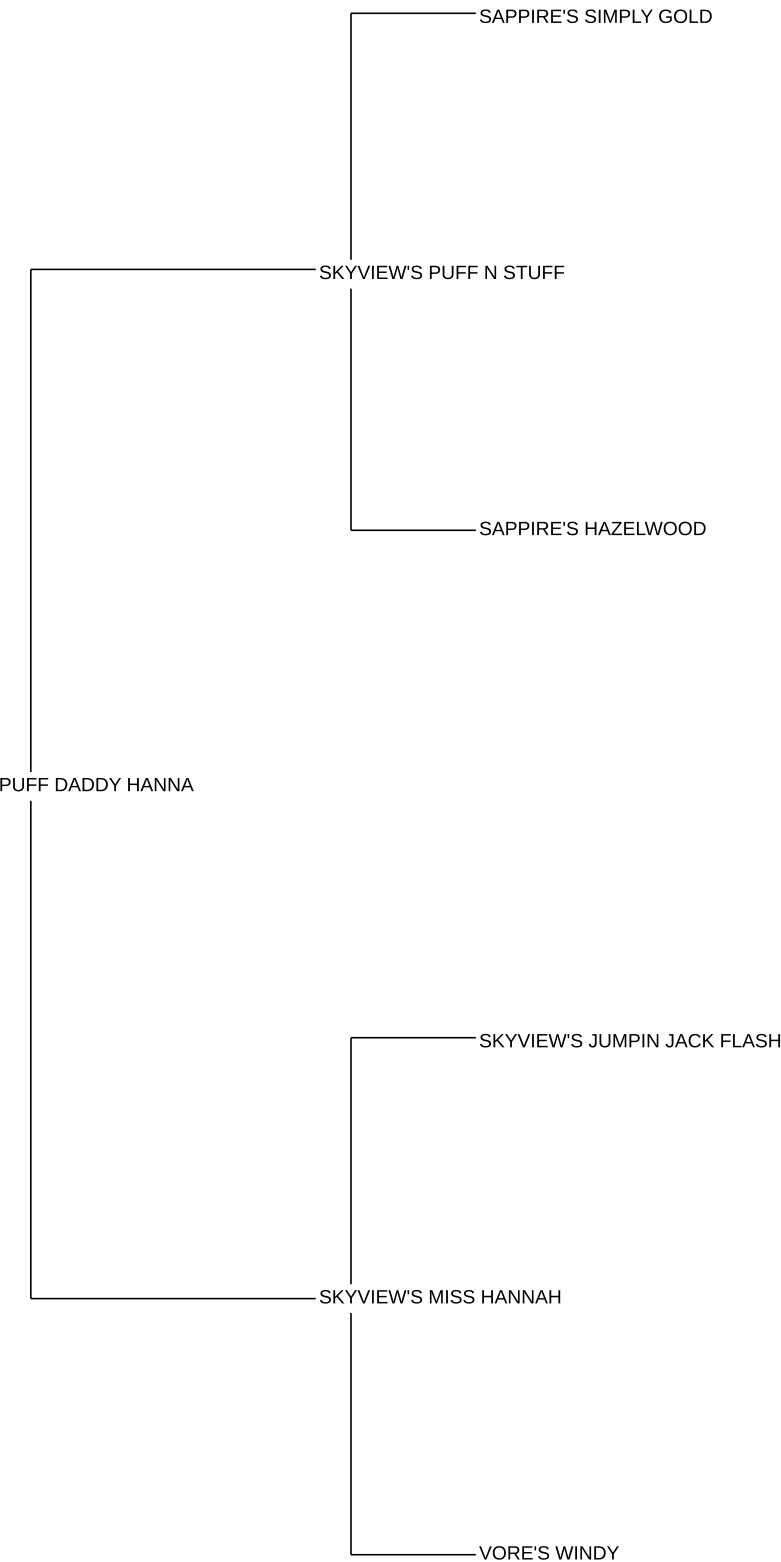 SAPPIRE'S SIMPLY GOLD
SKYVIEW'S PUFF N STUFF
SAPPIRE'S HAZELWOOD
PUFF DADDY HANNA
SKYVIEW'S JUMPIN JACK FLASH
SKYVIEW'S MISS HANNAH
VORE'S WINDY